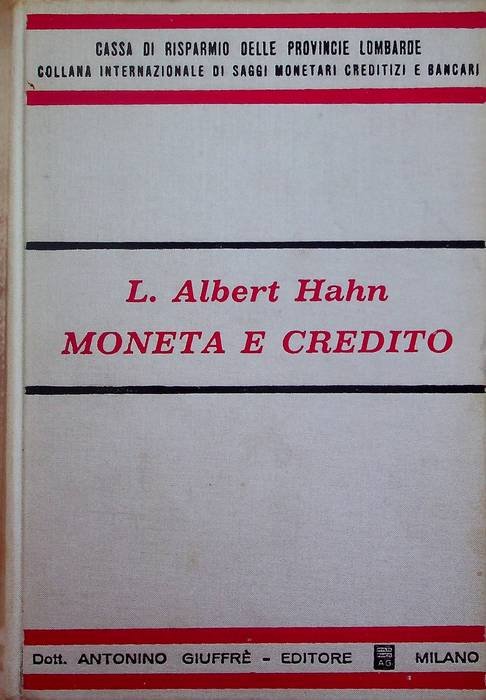 CASSA DI RISPARMIO DELLE PROVINCIE LOMBARDE
COLLANA INTERNAZIONALE DI SAGGI MONETARI CREDITIZI E BANCARI
L. Albert Hahn
MONETA E CREDITO
Dott. ANTONINO GIUFFRÈ - EDITORE AG MILANO